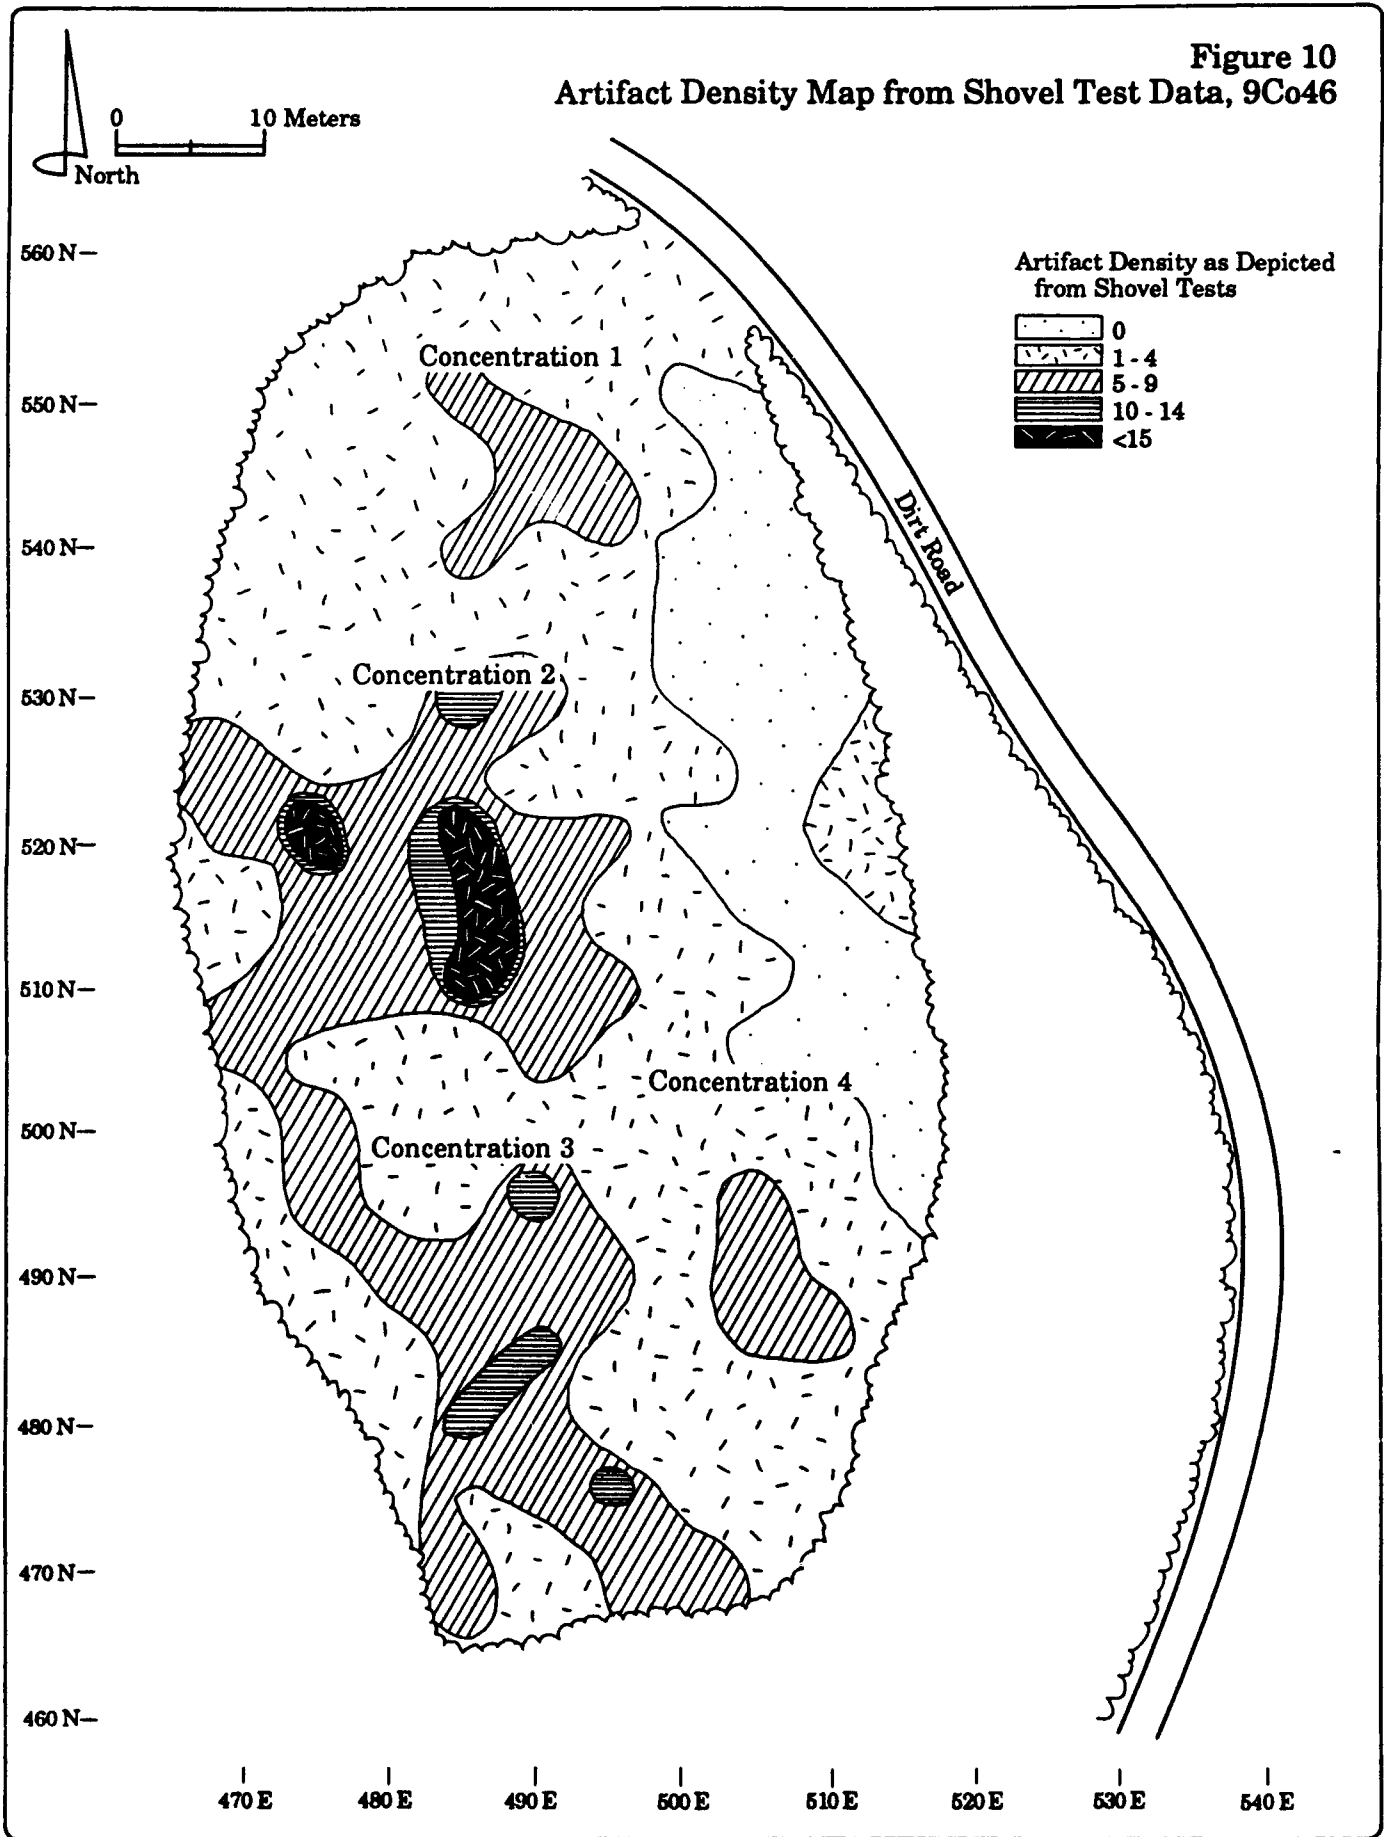 Figure 10
Artifact Density Map from Shovel Test Data, 9Co46
0 10 Meters
North
Artifact Density as Depicted
from Shovel Tests
0
1 - 4
5 - 9
10 - 14
<15
560 N
550 N
540 N
530 N
520 N
510 N
500 N
490 N
480 N
470 N
460 N
Concentration 1
Dirt Road
Concentration 2
Concentration 4
Concentration 3
470 E 480 E 490 E 500 E 510 E 520 E 530 E 540 E